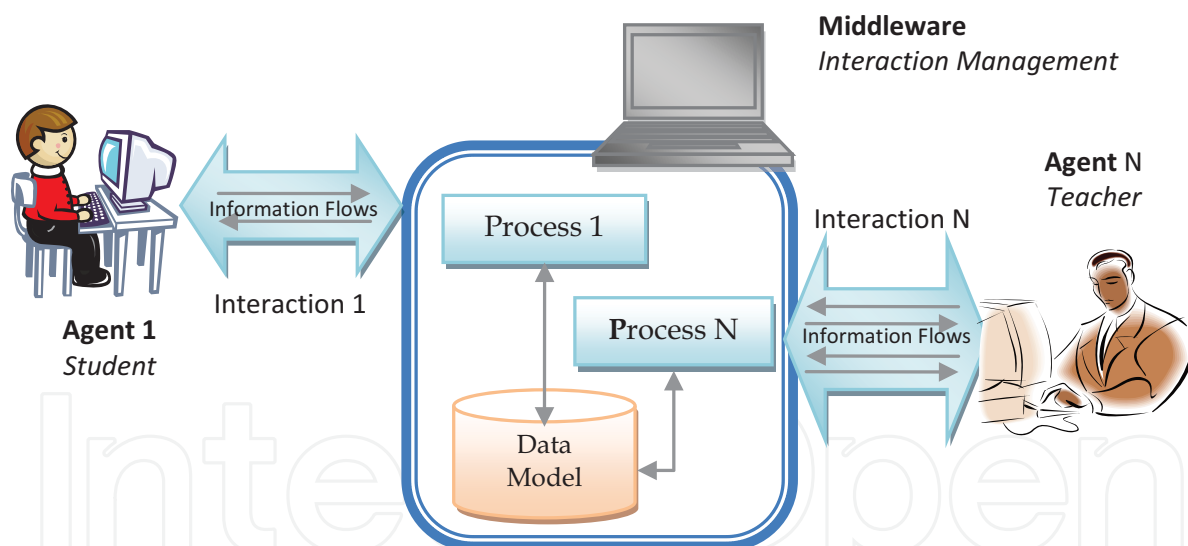 Middleware
Interaction Management
Agent N
Teacher
Information Flows
Process 1
Interaction N
Interaction 1
Process N
Information Flows
Agent 1
Student
Data
Model